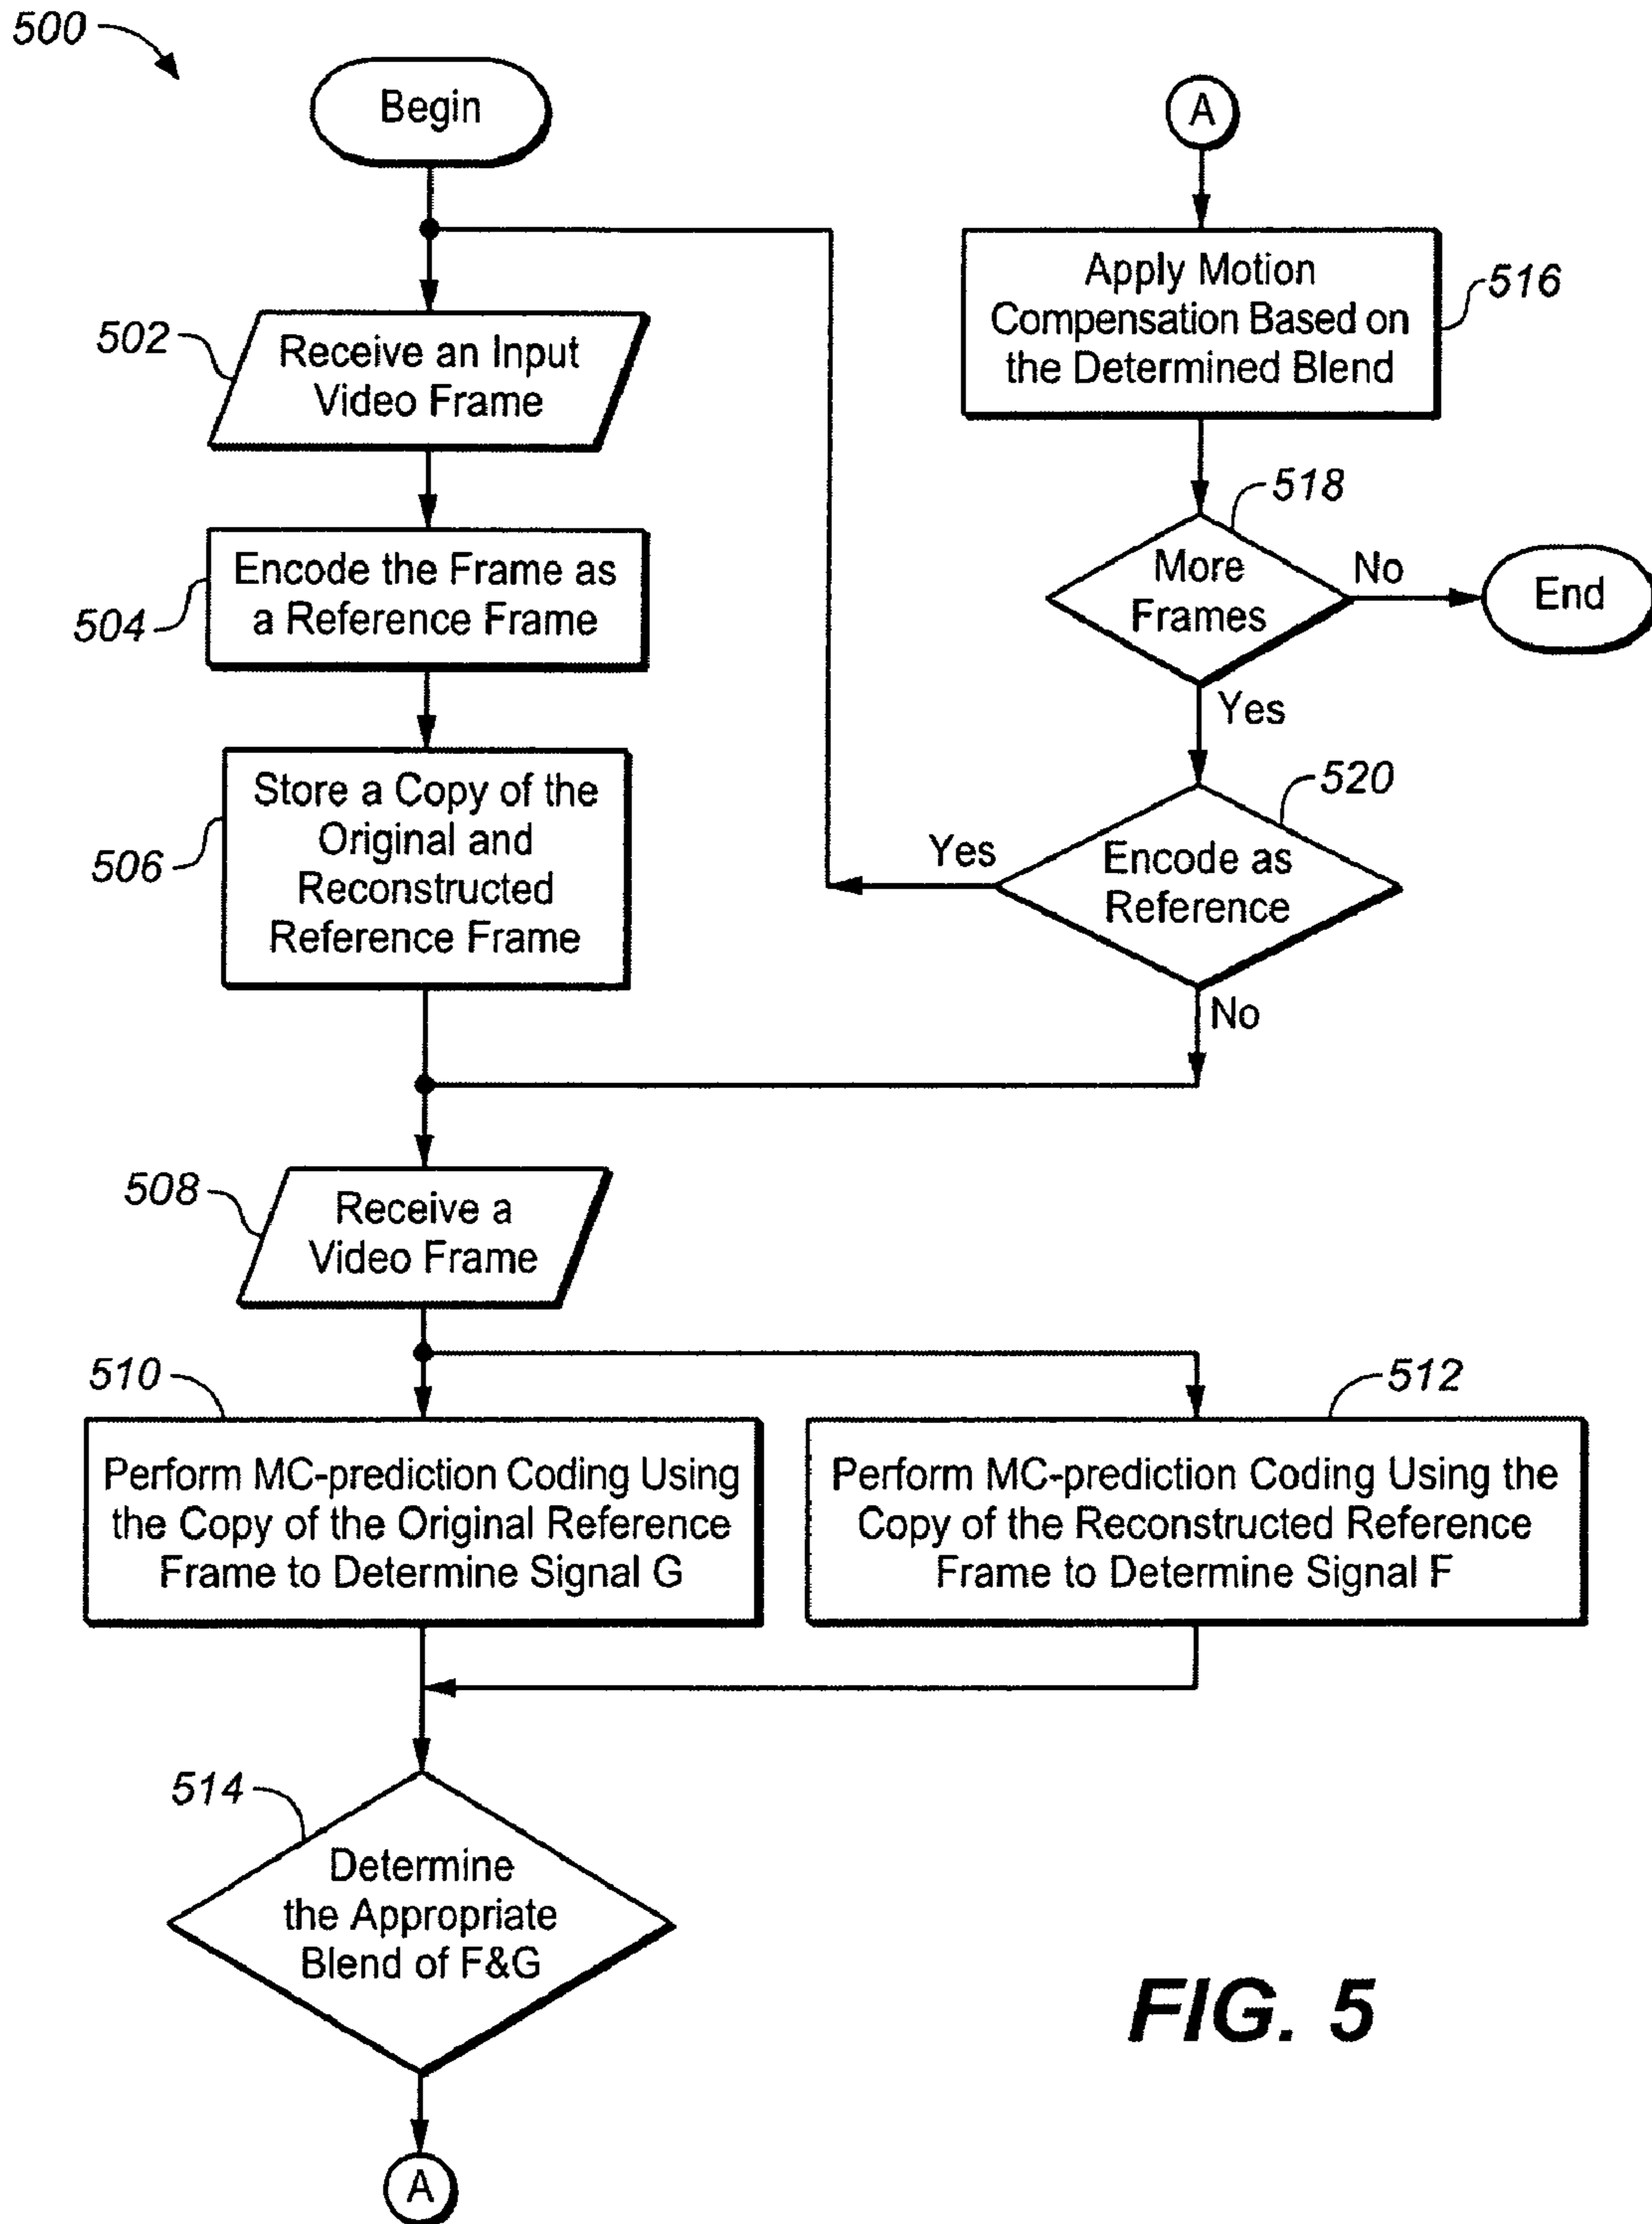 500
Begin
502
Receive an Input
Video Frame
504
Encode the Frame as
a Reference Frame
506
Store a Copy of the
Original and
Reconstructed
Reference Frame
508
Receive a
Video Frame
510
Perform MC-prediction Coding Using
the Copy of the Original Reference
Frame to Determine Signal G
512
Perform MC-prediction Coding Using the
Copy of the Reconstructed Reference
Frame to Determine Signal F
514
Determine
the Appropriate
Blend of F&G
A
A
Apply Motion
Compensation Based on
the Determined Blend
516
518
More
Frames
No
End
Yes
520
Encode as
Reference
Yes
No
FIG. 5